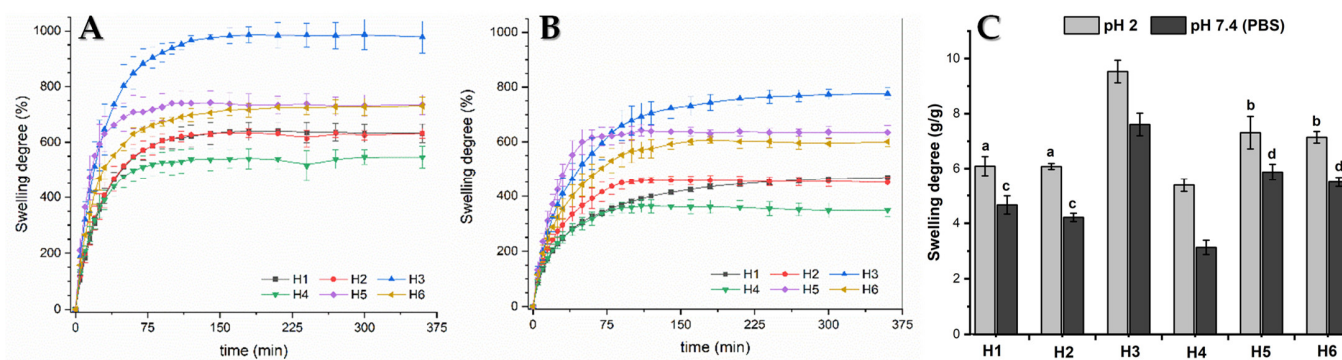 A
Swelling degree (%)
1000
800
600
400
200
0
0 75 150 225 300 375
time (min)
H1 H2 H3
H4 H5 H6
B
Swelling degree (%)
1000
800
600
400
200
0
0 75 150 225 300 375
time (min)
H1 H2 H3
H4 H5 H6
C
pH 2 pH 7.4 (PBS)
Swelling degree (g/g)
10
8
6
4
2
0
a c a c b d b d
H1 H2 H3 H4 H5 H6